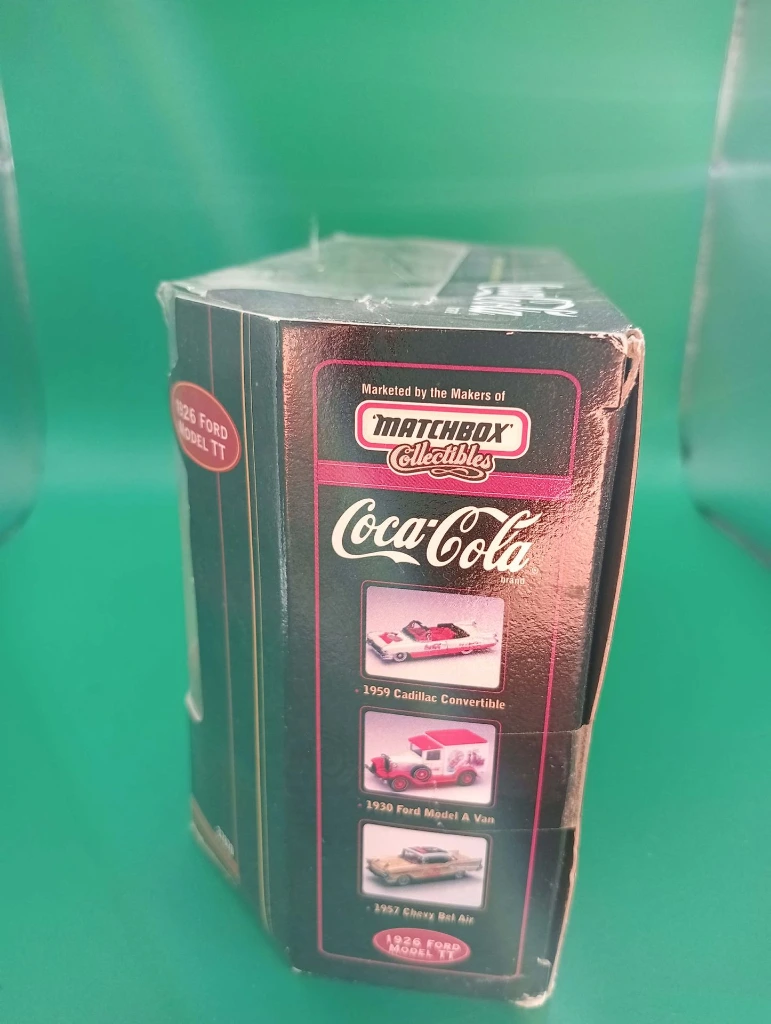 1926 FORD
MODEL TT
Marketed by the Makers of
'MATCHBOX'
Collectibles
Coca-Cola
brand
1959 Cadillac Convertible
1930 Ford Model A Van
1957 Chevy Bel Air
1926 FORD
MODEL TT